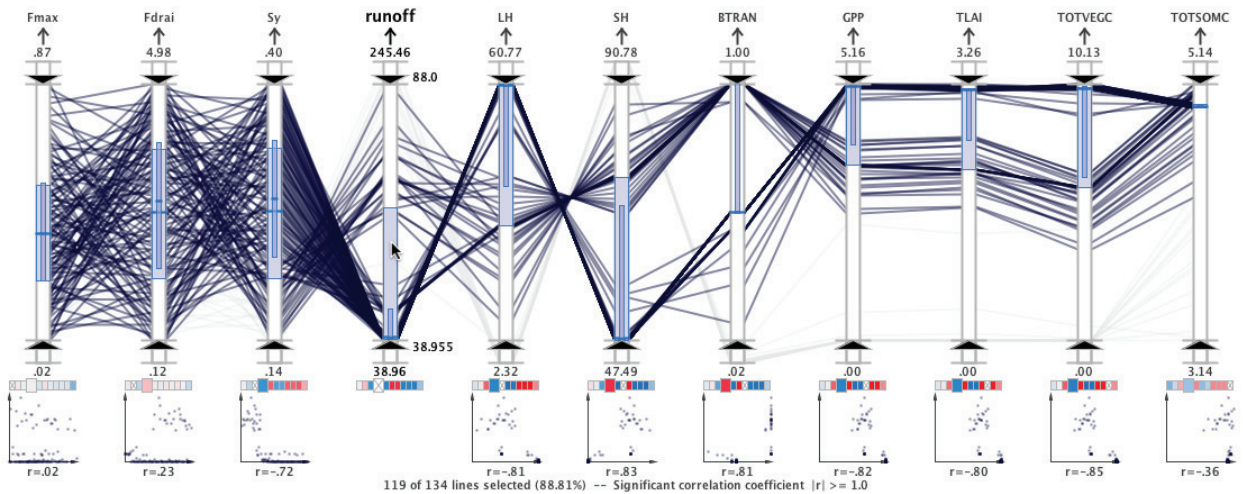 Fmax Fdrai Sy runoff LH SH BTRAN GPP TLAI TOTVEGC TOTSOMC
.87 4.98 .40 245.46 60.77 90.78 1.00 5.16 3.26 10.13 5.14
88.0
38.955
.02 .12 .14 38.96 2.32 47.49 .02 .00 .00 .00 3.14
r=.02 r=.23 r=-.72 r=-.81 r=.83 r=.81 r=-.82 r=-.80 r=-.85 r=-.36
119 of 134 lines selected (88.81%) -- Significant correlation coefficient |r| >= 1.0